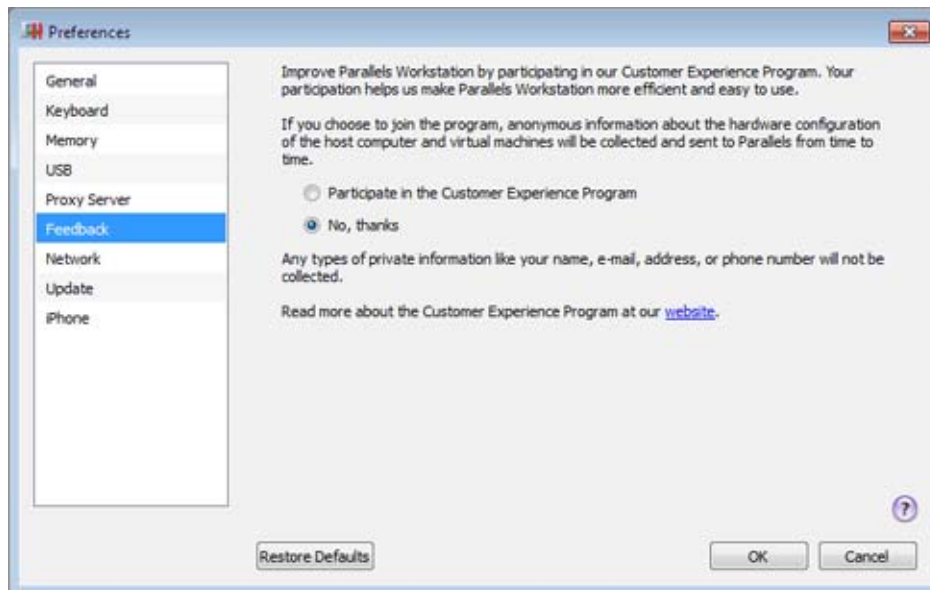 Preferences
General
Keyboard
Memory
USB
Proxy Server
Feedback
Network
Update
iPhone
Improve Parallels Workstation by participating in our Customer Experience Program. Your
participation helps us make Parallels Workstation more efficient and easy to use.
If you choose to join the program, anonymous information about the hardware configuration
of the host computer and virtual machines will be collected and sent to Parallels from time to
time.
Participate in the Customer Experience Program
No, thanks
Any types of private information like your name, e-mail, address, or phone number will not be
collected.
Read more about the Customer Experience Program at our website.
?
Restore Defaults
OK
Cancel